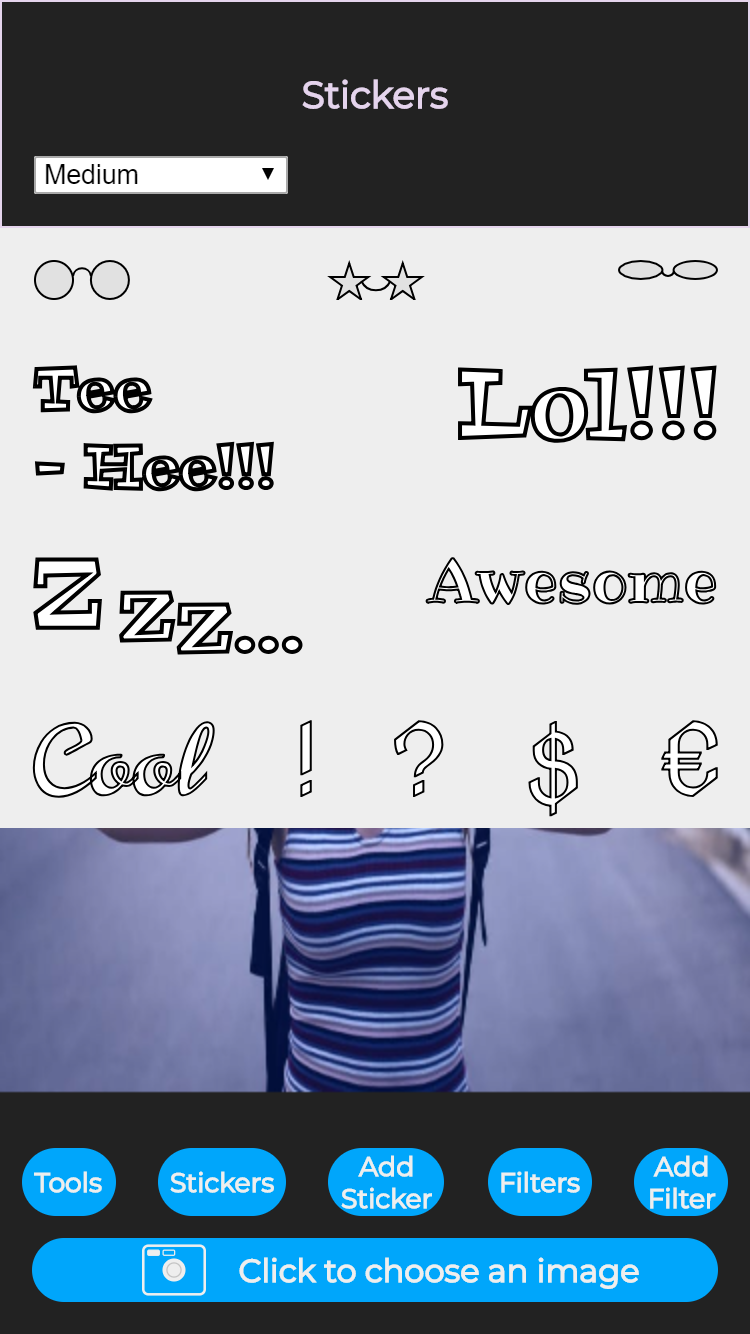 Stickers
Medium
Tee
- Hee!!!
Lol!!!
Z zz...
Awesome
Cool ! ? $ €
Tools
Stickers
Add
Sticker
Filters
Add
Filter
Click to choose an image